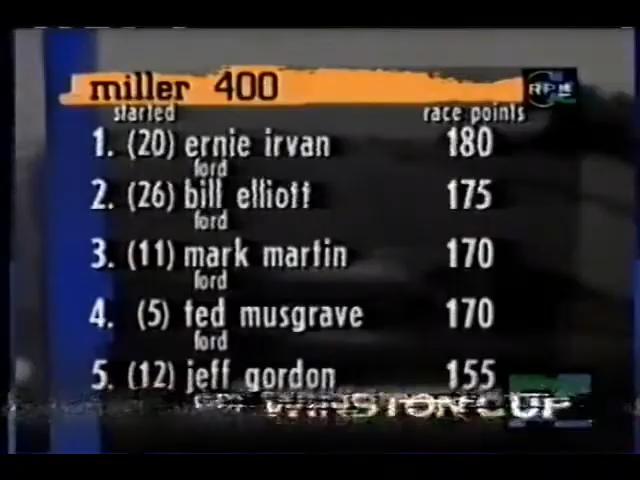 miller 400
RPM
started race points
1. (20) ernie irvan 180
ford
2. (26) bill elliott 175
ford
3. (11) mark martin 170
ford
4. (5) ted musgrave 170
ford
5. (12) jeff gordon 155
WINSTON CUP